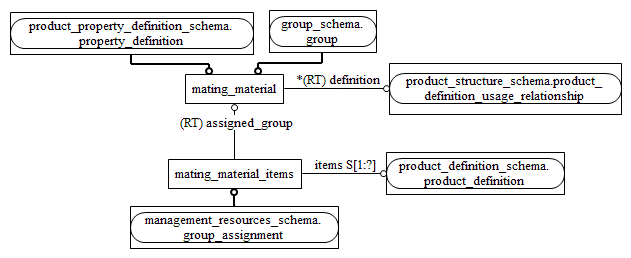 product_property_definition_schema.
property_definition
group_schema.
group
mating_material
*(RT) definition
product_structure_schema.product_
definition_usage_relationship
(RT) assigned_group
mating_material_items
items S[1:?]
product_definition_schema.
product_definition
management_resources_schema.
group_assignment